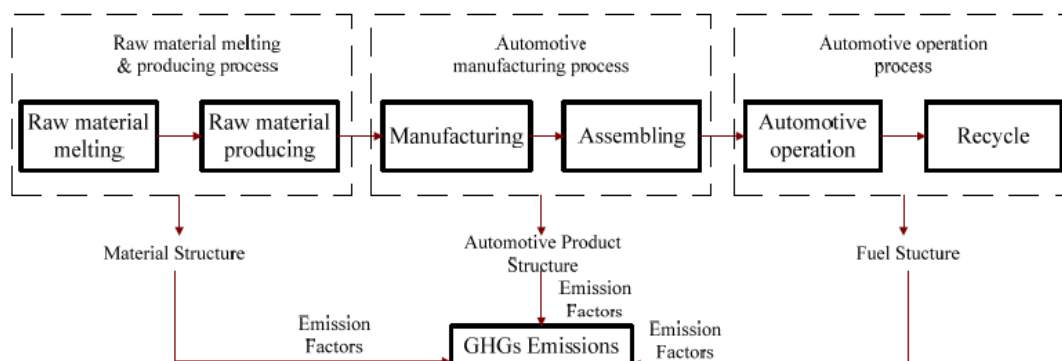 Raw material melting
& producing process
Automotive
manufacturing process
Automotive operation
process
Raw material
melting
Raw material
producing
Manufacturing
Assembling
Automotive
operation
Recycle
Material Structure
Automotive Product
Structure
Fuel Stucture
Emission
Factors
Emission
Factors
Emission
Factors
GHGs Emissions